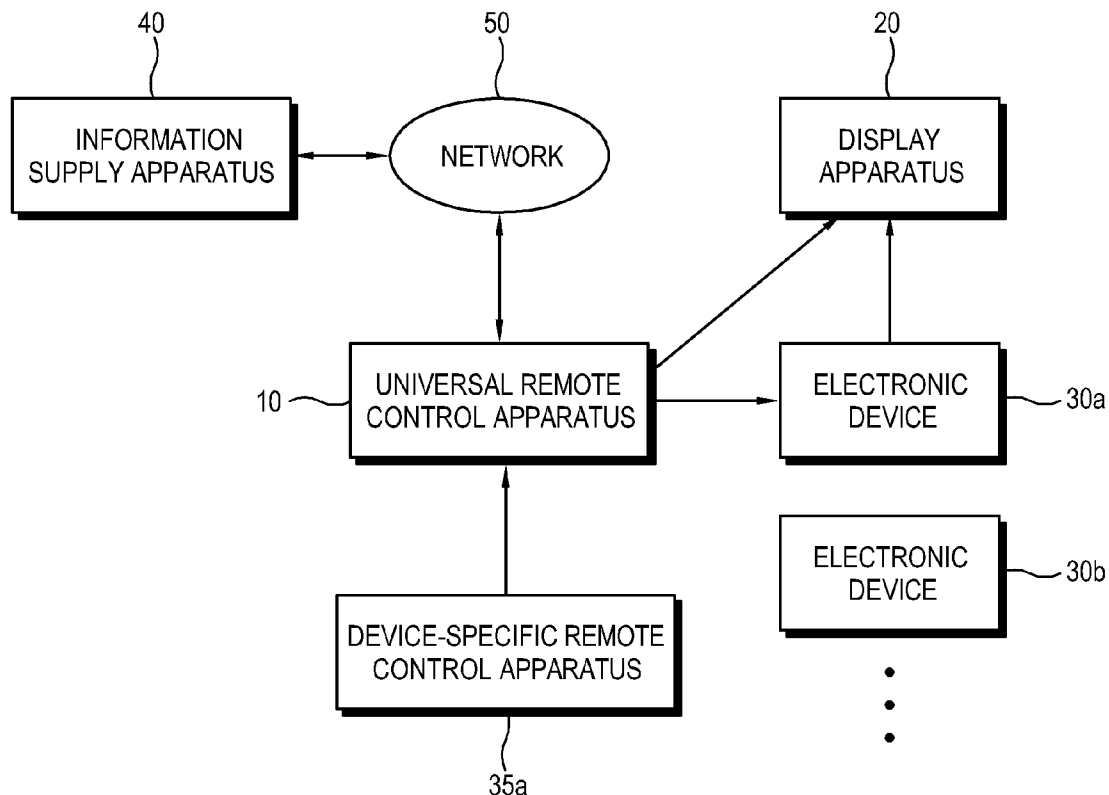 40
50
20
INFORMATION
SUPPLY APPARATUS
NETWORK
DISPLAY
APPARATUS
10
UNIVERSAL REMOTE
CONTROL APPARATUS
ELECTRONIC
DEVICE
30a
ELECTRONIC
DEVICE
30b
DEVICE-SPECIFIC REMOTE
CONTROL APPARATUS
35a